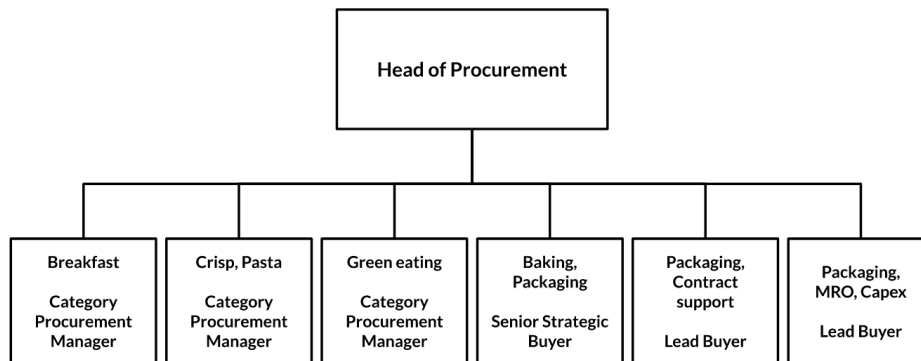 Head of Procurement
Breakfast
Category
Procurement
Manager
Crisp, Pasta
Category
Procurement
Manager
Green eating
Category
Procurement
Manager
Baking,
Packaging
Senior Strategic
Buyer
Packaging,
Contract
support
Lead Buyer
Packaging,
MRO, Capex
Lead Buyer